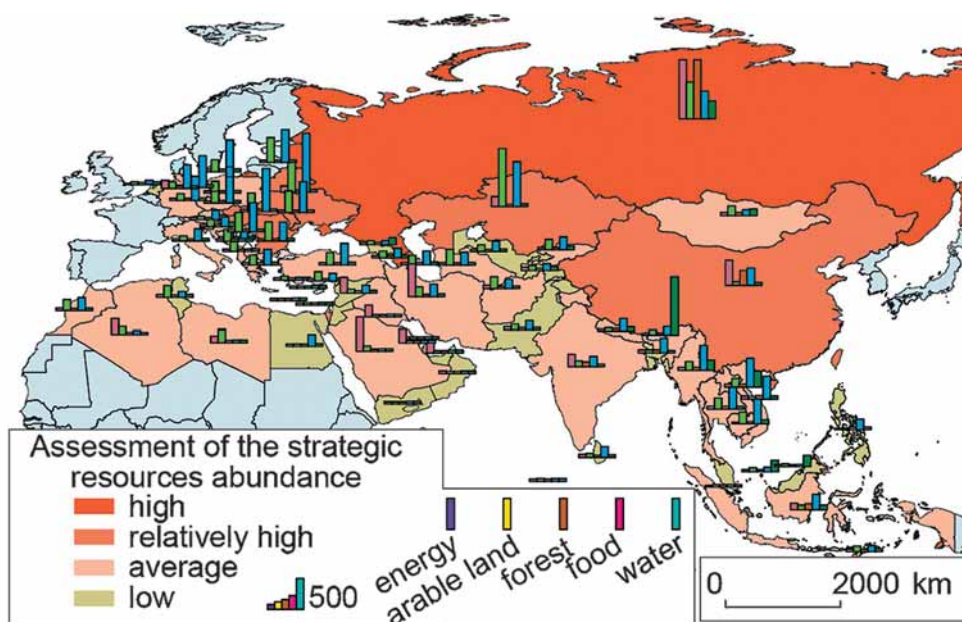 Assessment of the strategic
resources abundance
high
relatively high
average
low
500
energy
arable land
forest
food
water
0 2000 km